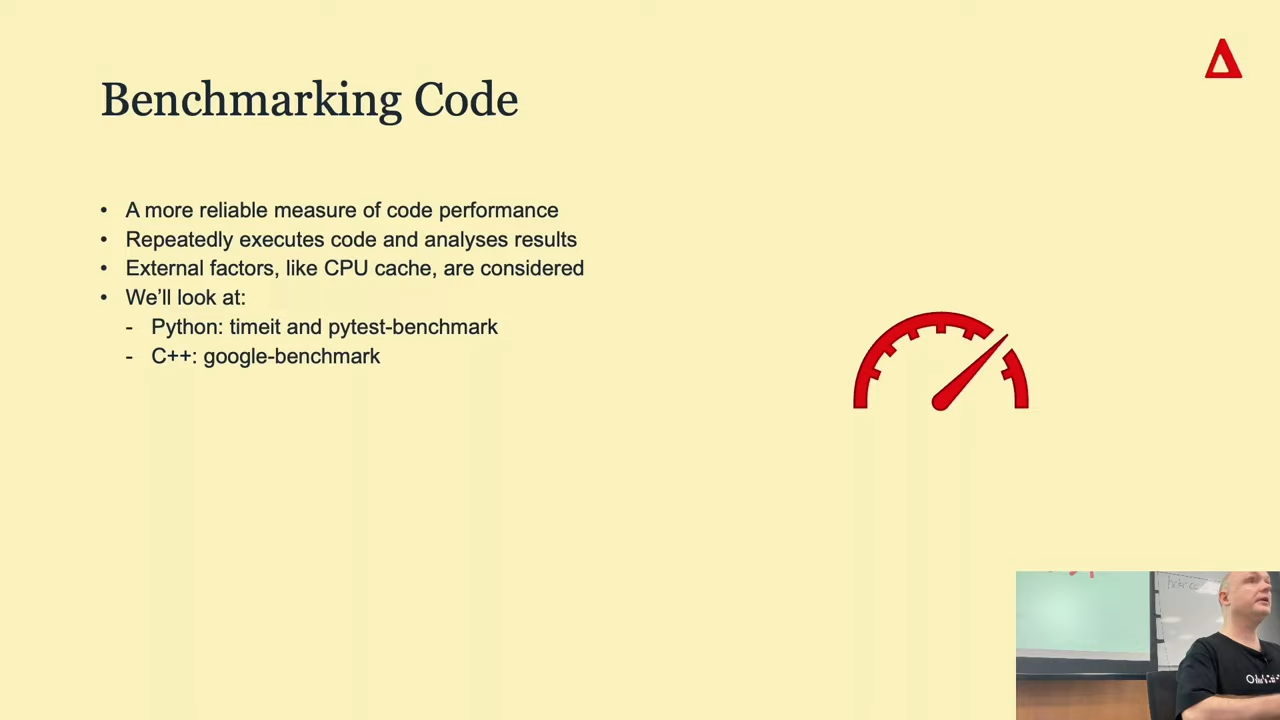 Benchmarking Code
• A more reliable measure of code performance
• Repeatedly executes code and analyses results
• External factors, like CPU cache, are considered
• We'll look at:
- Python: timeit and pytest-benchmark
- C++: google-benchmark